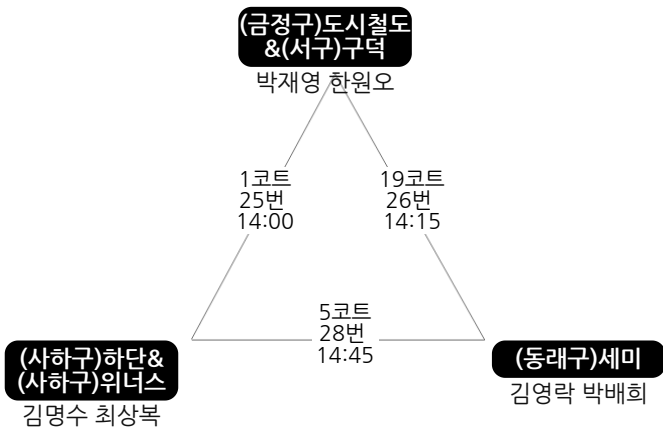 (금정구)도시철도
&(서구)구덕
박재영 한원오
1코트
25번
14:00
19코트
26번
14:15
5코트
28번
14:45
(사하구)하단&
(사하구)위너스
김명수 최상복
(동래구)세미
김영락 박배희